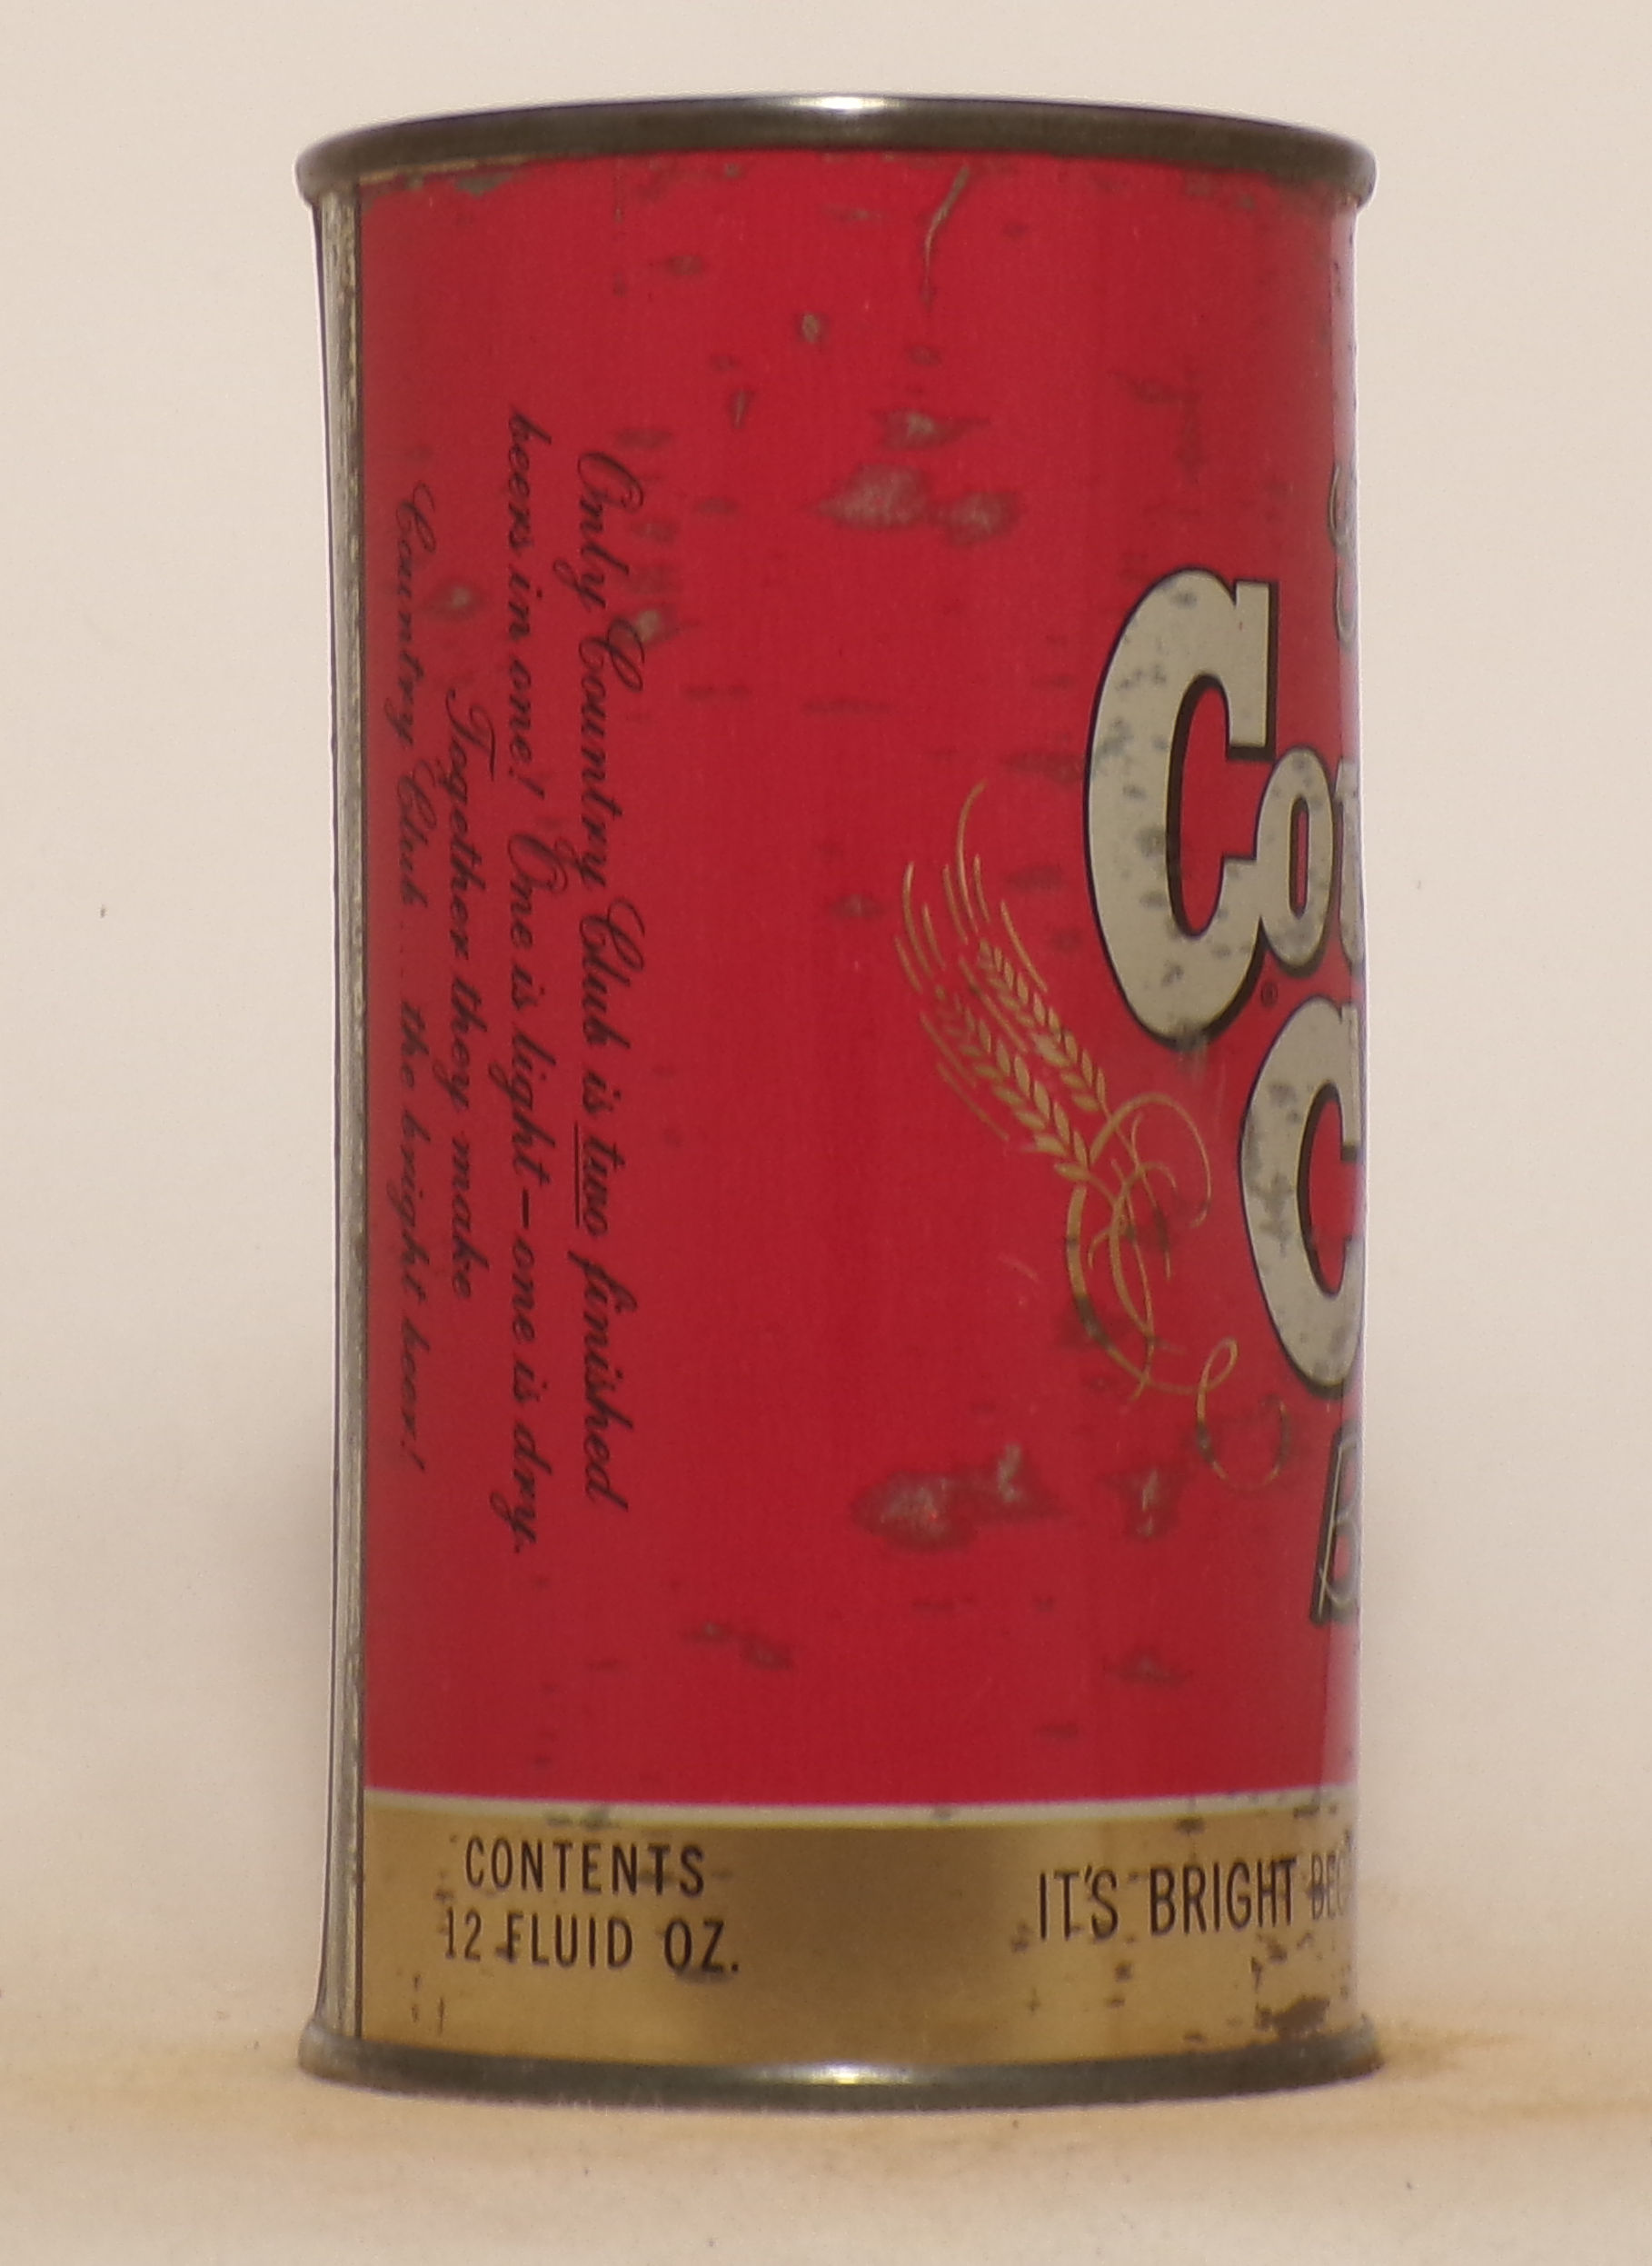 Only Country Club is two finished
beers in one! One is light–one is dry.
Together they make
Country Club... the bright beer!
Co
C
®
CONTENTS
12 FLUID OZ.
IT'S BRIGHT